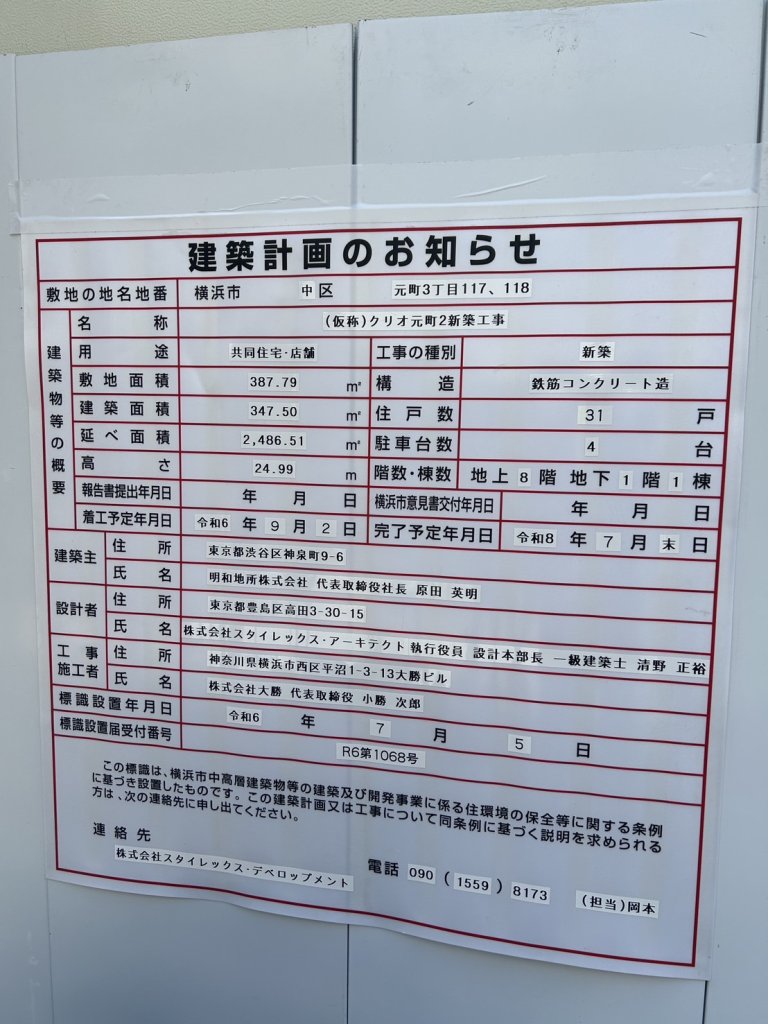 建築計画のお知らせ
敷地の地名地番 横浜市 中区 元町3丁目117、118
建築物等の概要
名称 (仮称)クリオ元町2新築工事
用途 共同住宅・店舗 工事の種別 新築
敷地面積 387.79 ㎡ 構造 鉄筋コンクリート造
建築面積 347.50 ㎡ 住戸数 31 戸
延べ面積 2,486.51 ㎡ 駐車台数 4 台
高さ 24.99 m 階数・棟数 地上 8 階 地下 1 階 1 棟
報告書提出年月日 年 月 日 横浜市意見書交付年月日 年 月 日
着工予定年月日 令和6 年 9 月 2 日 完了予定年月日 令和8 年 7 月 末 日
建築主 住所 東京都渋谷区神泉町9-6
氏名 明和地所株式会社 代表取締役社長 原田 英明
設計者 住所 東京都豊島区高田3-30-15
氏名 株式会社スタイレックス・アーキテクト 執行役員 設計本部長 一級建築士 清野 正裕
工事施工者 住所 神奈川県横浜市西区平沼1-3-13大勝ビル
氏名 株式会社大勝 代表取締役 小勝 次郎
標識設置年月日 令和6 年 7 月 5 日
標識設置届受付番号 R6第1068号
この標識は、横浜市中高層建築物等の建築及び開発事業に係る住環境の保全等に関する条例
に基づき設置したものです。この建築計画又は工事について同条例に基づく説明を求められる
方は、次の連絡先に申し出てください。
連絡先
株式会社スタイレックス・デベロップメント 電話 090 (1559) 8173 (担当)岡本